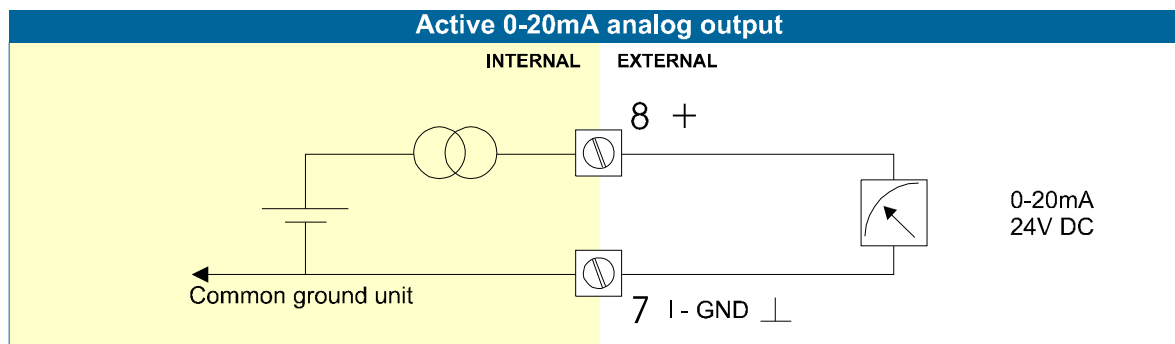 Active 0-20mA analog output
INTERNAL EXTERNAL
8 +
0-20mA
24V DC
Common ground unit
7 I - GND ⊥